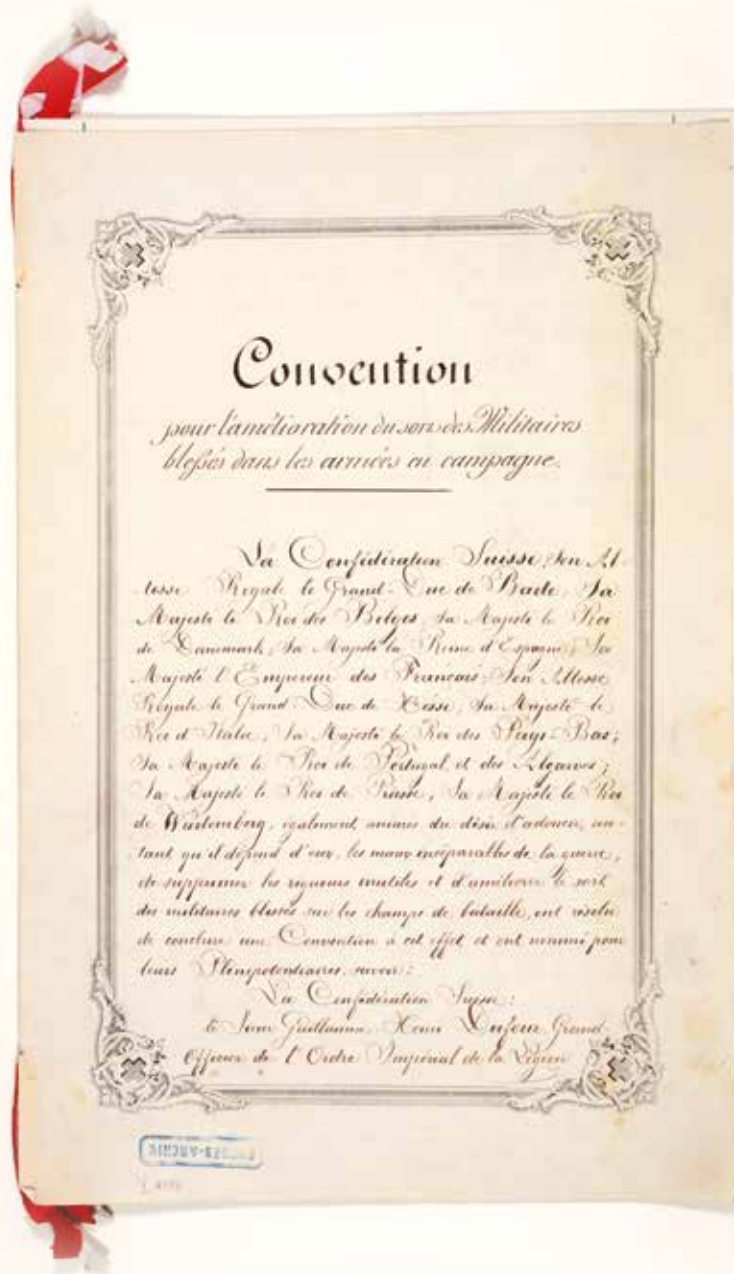 Convention
pour l'amélioration du sort des Militaires
blessés dans les armées en campagne.
La Confédération Suisse; Son Al-
tesse Royale le Grand-Duc de Bade; Sa
Majesté le Roi des Belges; Sa Majesté le Roi
de Danemark; Sa Majesté la Reine d'Espagne; Sa
Majesté l'Empereur des Français; Son Altesse
Royale le Grand Duc de Hesse; Sa Majesté le
Roi d'Italie; Sa Majesté le Roi des Pays-Bas;
Sa Majesté le Roi de Portugal et des Algarves;
Sa Majesté le Roi de Prusse, Sa Majesté le Roi
de Würtemberg, également animés du désir d'adoucir, au-
tant qu'il dépend d'eux, les maux inséparables de la guerre,
de supprimer les rigueurs inutiles et d'améliorer le sort
des militaires blessés sur les champs de bataille, ont résolu
de conclure une Convention à cet effet et ont nommé pour
leurs Plénipotentiaires, savoir:
La Confédération Suisse:
le Sieur Guillaume Henri Dufour, Grand
Officier de l'Ordre Impérial de la Légion
BUNDES-ARCHIV